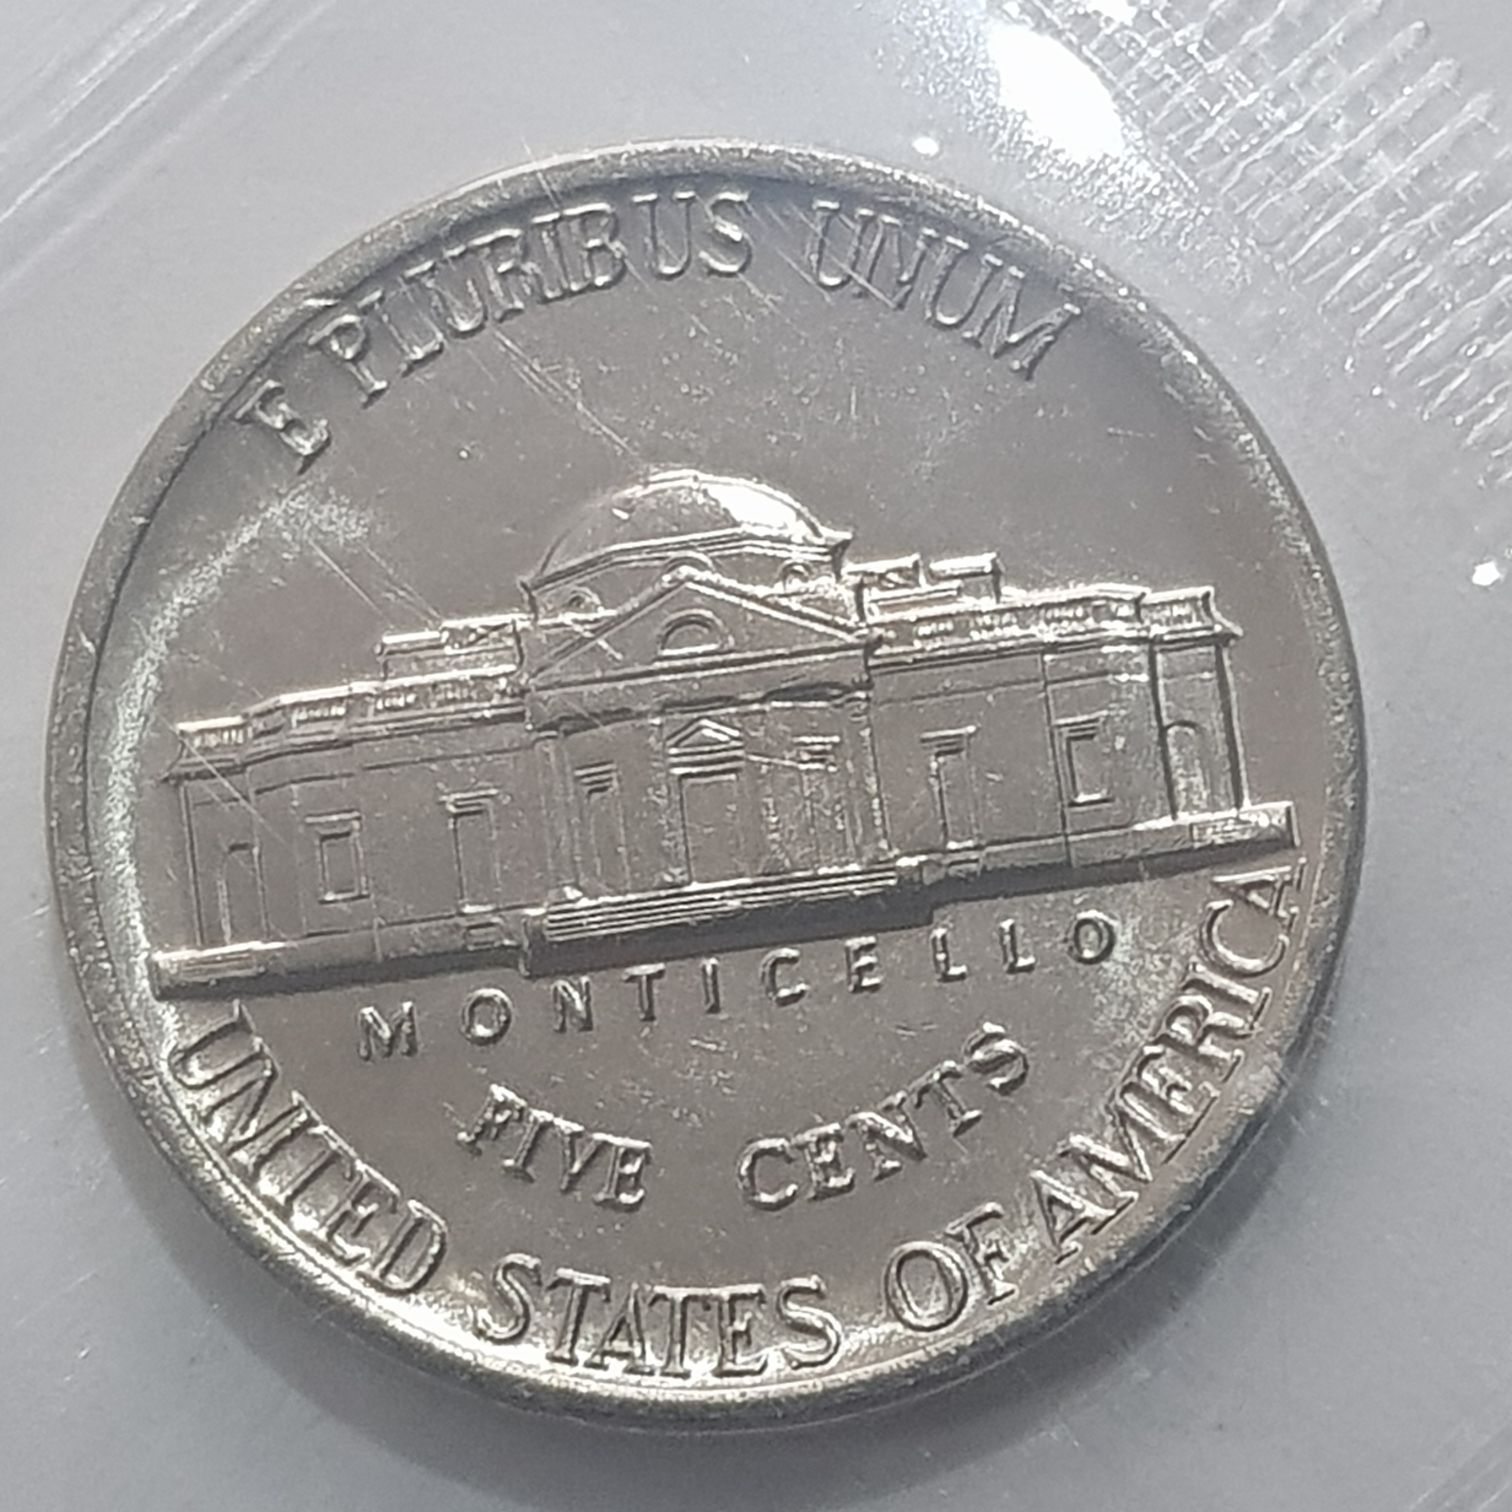 E PLURIBUS UNUM
MONTICELLO
FIVE CENTS
UNITED STATES OF AMERICA